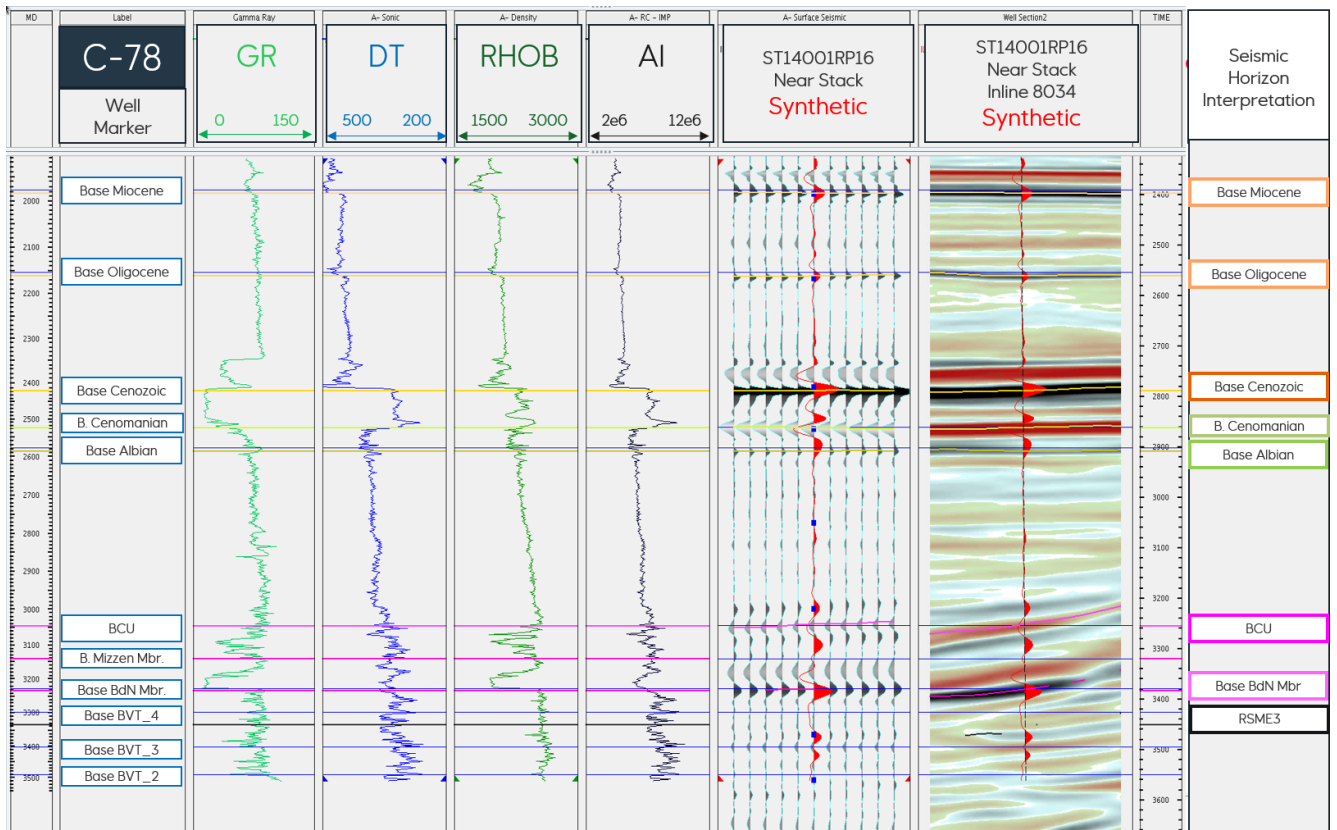 MD
Label
Gamma Ray
A- Sonic
A- Density
A- RC - IMP
A- Surface Seismic
Well Section2
TIME
C-78
Well
Marker
GR
0 150
DT
500 200
RHOB
1500 3000
AI
2e6 12e6
ST14001RP16
Near Stack
Synthetic
ST14001RP16
Near Stack
Inline 8034
Synthetic
Seismic
Horizon
Interpretation
2000
2100
2200
2300
2400
2500
2600
2700
2800
2900
3000
3100
3200
3300
3400
3500
Base Miocene
Base Oligocene
Base Cenozoic
B. Cenomanian
Base Albian
BCU
B. Mizzen Mbr.
Base BdN Mbr.
Base BVT_4
Base BVT_3
Base BVT_2
2400
2500
2600
2700
2800
2900
3000
3100
3200
3300
3400
3500
3600
Base Miocene
Base Oligocene
Base Cenozoic
B. Cenomanian
Base Albian
BCU
Base BdN Mbr
RSME3